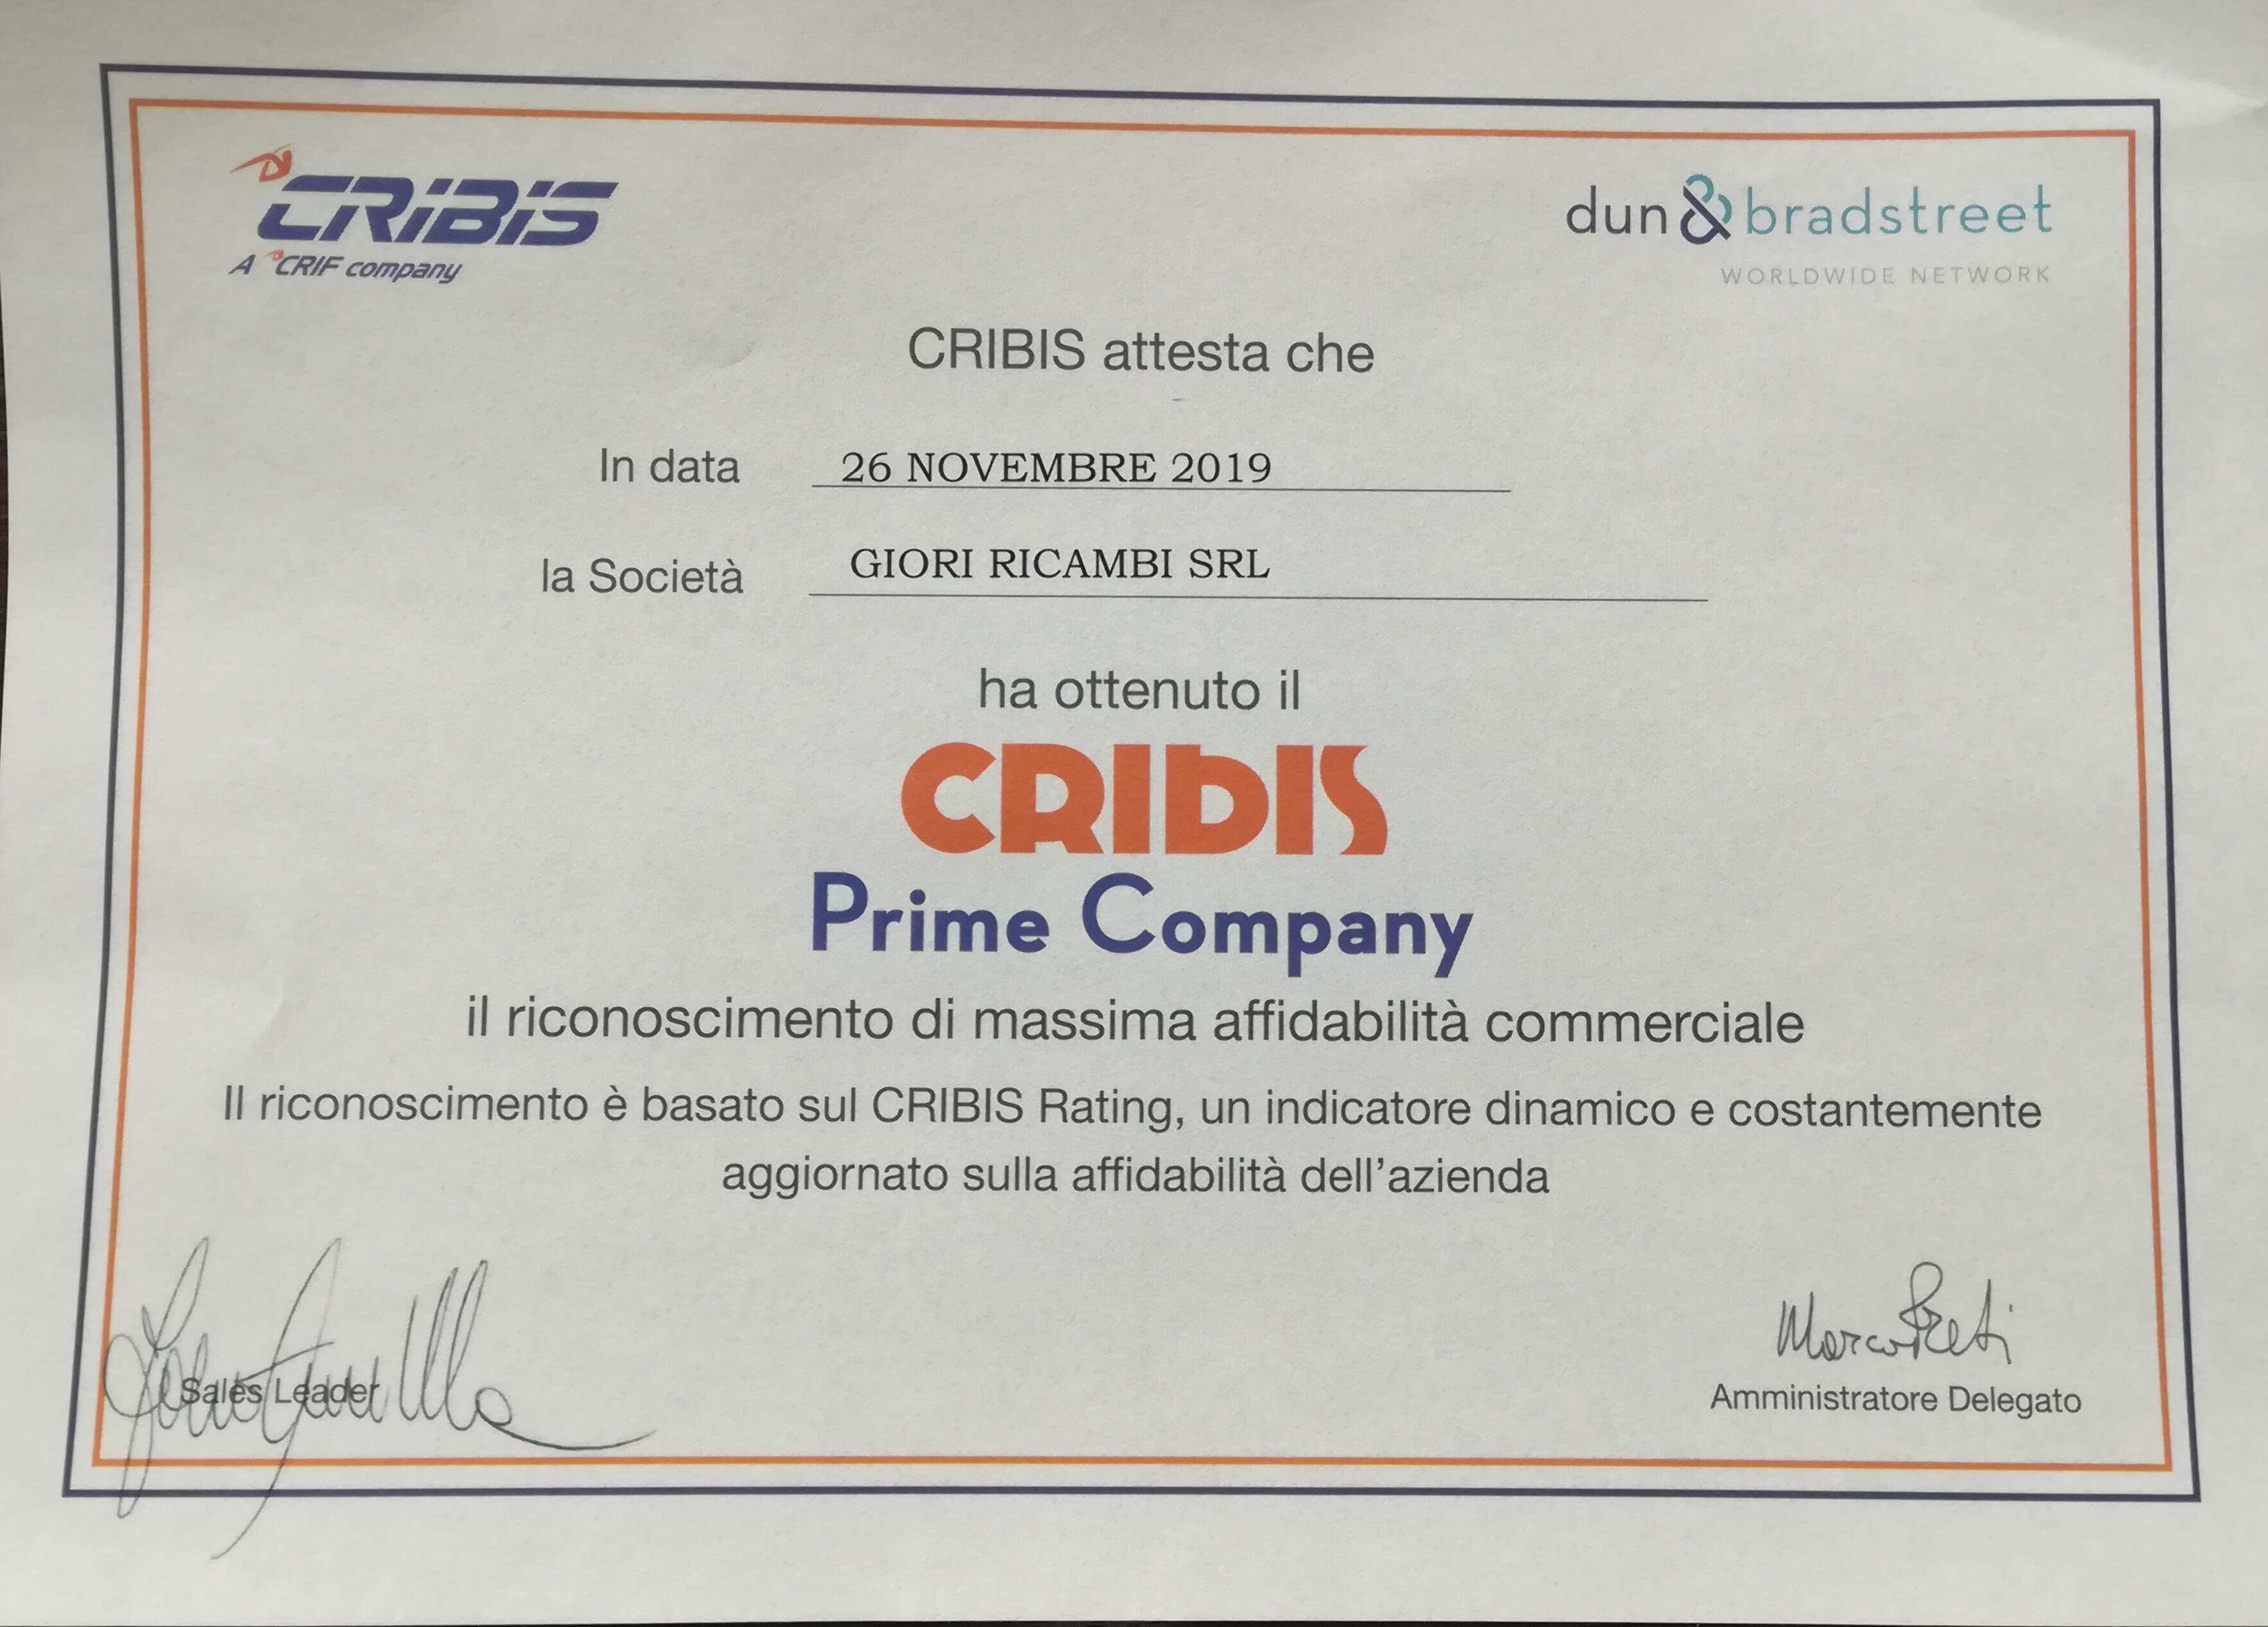 CRIBIS
A CRIF company
dun & bradstreet
WORLDWIDE NETWORK
CRIBIS attesta che
In data 26 NOVEMBRE 2019
la Società GIORI RICAMBI SRL
ha ottenuto il
CRIBIS
Prime Company
il riconoscimento di massima affidabilità commerciale
Il riconoscimento è basato sul CRIBIS Rating, un indicatore dinamico e costantemente
aggiornato sulla affidabilità dell'azienda
Marco Preti
Sales Leader
Amministratore Delegato